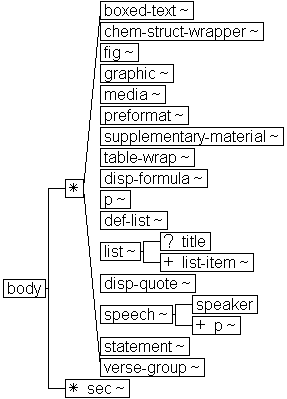 boxed-text ~
chem-struct-wrapper ~
fig ~
graphic ~
media ~
preformat ~
supplementary-material ~
* table-wrap ~
disp-formula ~
p ~
def-list ~
list ~
? title
+ list-item ~
body
disp-quote ~
speech ~
speaker
+ p ~
statement ~
verse-group ~
* sec ~